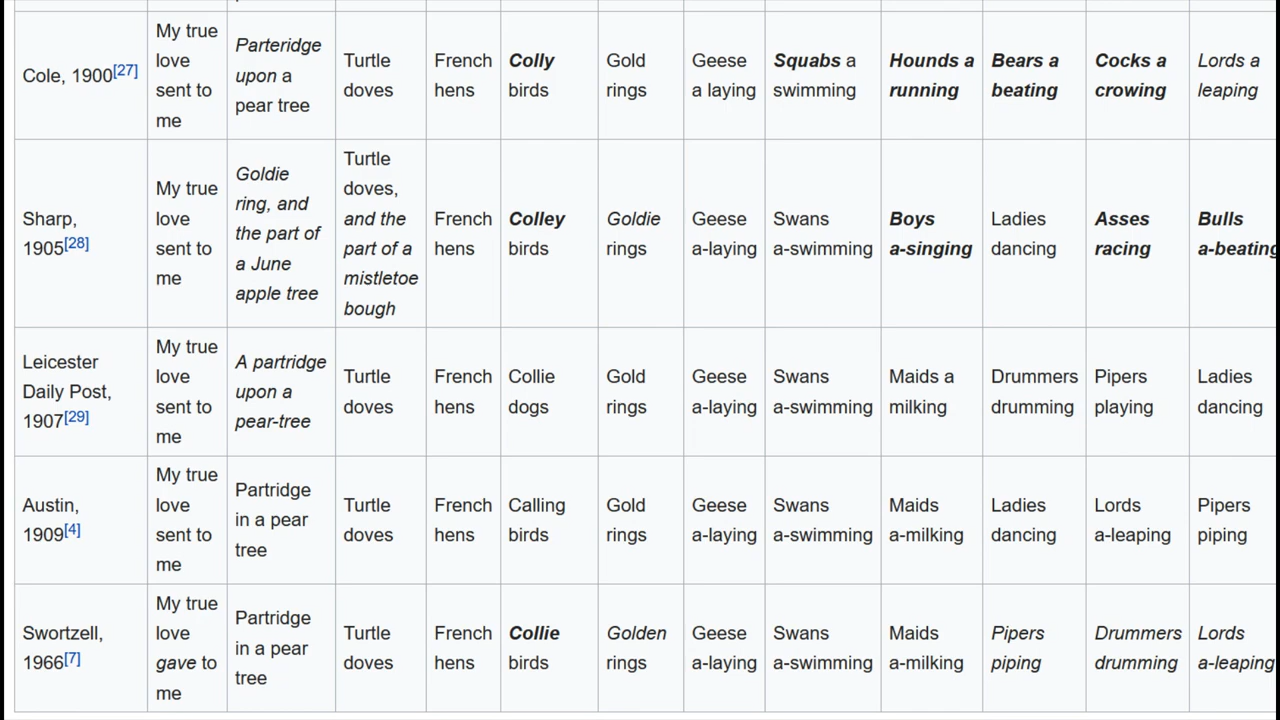 Cole, 1900[27]
My true
love
sent to
me
Parteridge
upon a
pear tree
Turtle
doves
French
hens
Colly
birds
Gold
rings
Geese
a laying
Squabs a
swimming
Hounds a
running
Bears a
beating
Cocks a
crowing
Lords a
leaping
Sharp,
1905[28]
My true
love
sent to
me
Goldie
ring, and
the part of
a June
apple tree
Turtle
doves,
and the
part of a
mistletoe
bough
French
hens
Colley
birds
Goldie
rings
Geese
a-laying
Swans
a-swimming
Boys
a-singing
Ladies
dancing
Asses
racing
Bulls
a-beating
Leicester
Daily Post,
1907[29]
My true
love
sent to
me
A partridge
upon a
pear-tree
Turtle
doves
French
hens
Collie
dogs
Gold
rings
Geese
a-laying
Swans
a-swimming
Maids a
milking
Drummers
drumming
Pipers
playing
Ladies
dancing
Austin,
1909[4]
My true
love
sent to
me
Partridge
in a pear
tree
Turtle
doves
French
hens
Calling
birds
Gold
rings
Geese
a-laying
Swans
a-swimming
Maids
a-milking
Ladies
dancing
Lords
a-leaping
Pipers
piping
Swortzell,
1966[7]
My true
love
gave to
me
Partridge
in a pear
tree
Turtle
doves
French
hens
Collie
birds
Golden
rings
Geese
a-laying
Swans
a-swimming
Maids
a-milking
Pipers
piping
Drummers
drumming
Lords
a-leaping